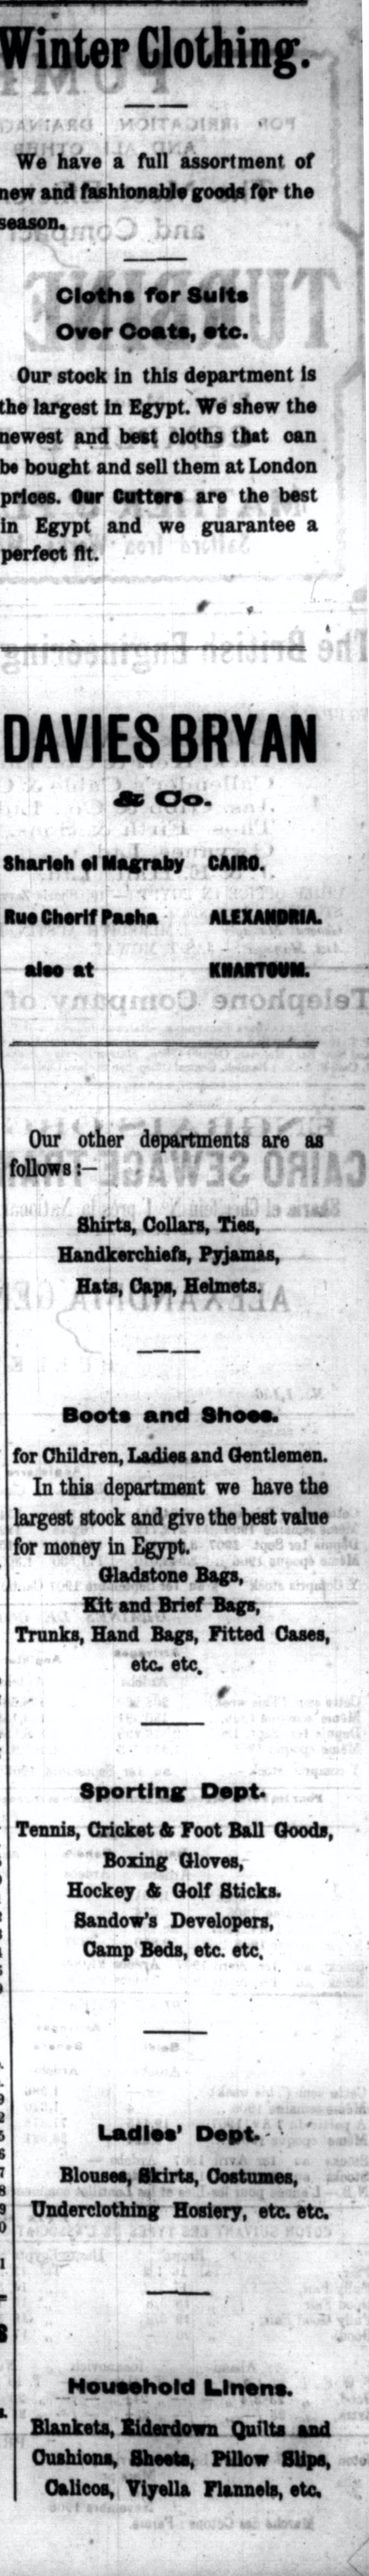 Winter Clothing.
We have a full assortment of
new and fashionable goods for the
season.
Cloths for Suits
Over Coats, etc.
Our stock in this department is
the largest in Egypt. We shew the
newest and best cloths that can
be bought and sell them at London
prices. Our Cutters are the best
in Egypt and we guarantee a
perfect fit.
DAVIES BRYAN
& Co.
Sharieh el Magraby CAIRO.
Rue Cherif Pasha ALEXANDRIA.
also at KHARTOUM.
Our other departments are as
follows :—
Shirts, Collars, Ties,
Handkerchiefs, Pyjamas,
Hats, Caps, Helmets.
Boots and Shoes.
for Children, Ladies and Gentlemen.
In this department we have the
largest stock and give the best value
for money in Egypt.
Gladstone Bags,
Kit and Brief Bags,
Trunks, Hand Bags, Fitted Cases,
etc. etc.
Sporting Dept.
Tennis, Cricket & Foot Ball Goods,
Boxing Gloves,
Hockey & Golf Sticks.
Sandow's Developers,
Camp Beds, etc. etc.
Ladies' Dept.
Blouses, Skirts, Costumes,
Underclothing Hosiery, etc. etc.
Household Linens.
Blankets, Eiderdown Quilts and
Cushions, Sheets, Pillow Slips,
Calicos, Viyella Flannels, etc.